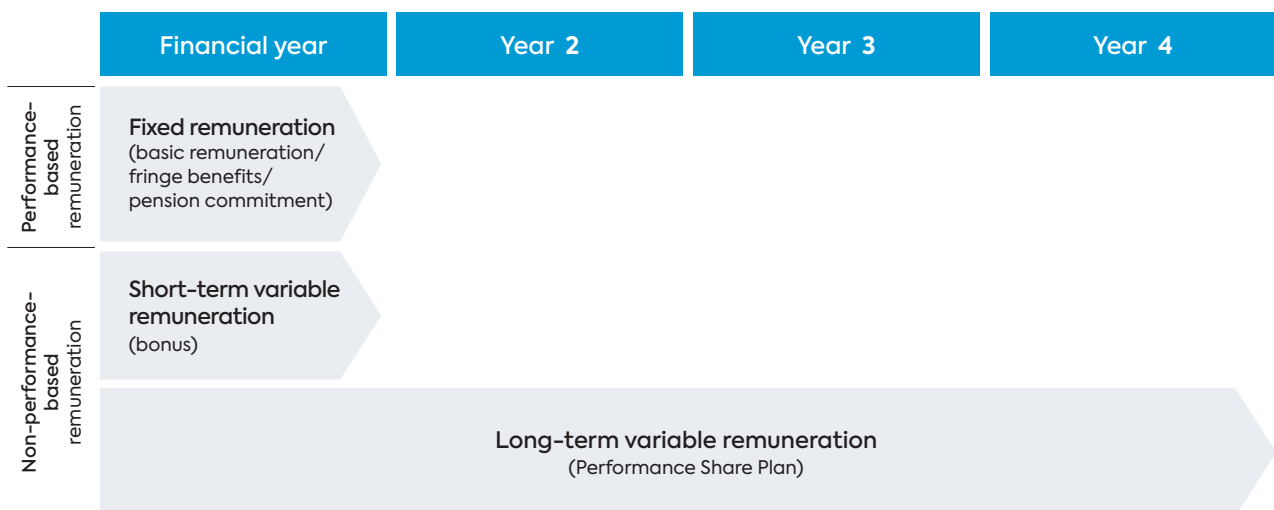 Financial year
Year 2
Year 3
Year 4
Performance-
based
remuneration
Fixed remuneration
(basic remuneration/
fringe benefits/
pension commitment)
Non-performance-
based
remuneration
Short-term variable
remuneration
(bonus)
Long-term variable remuneration
(Performance Share Plan)